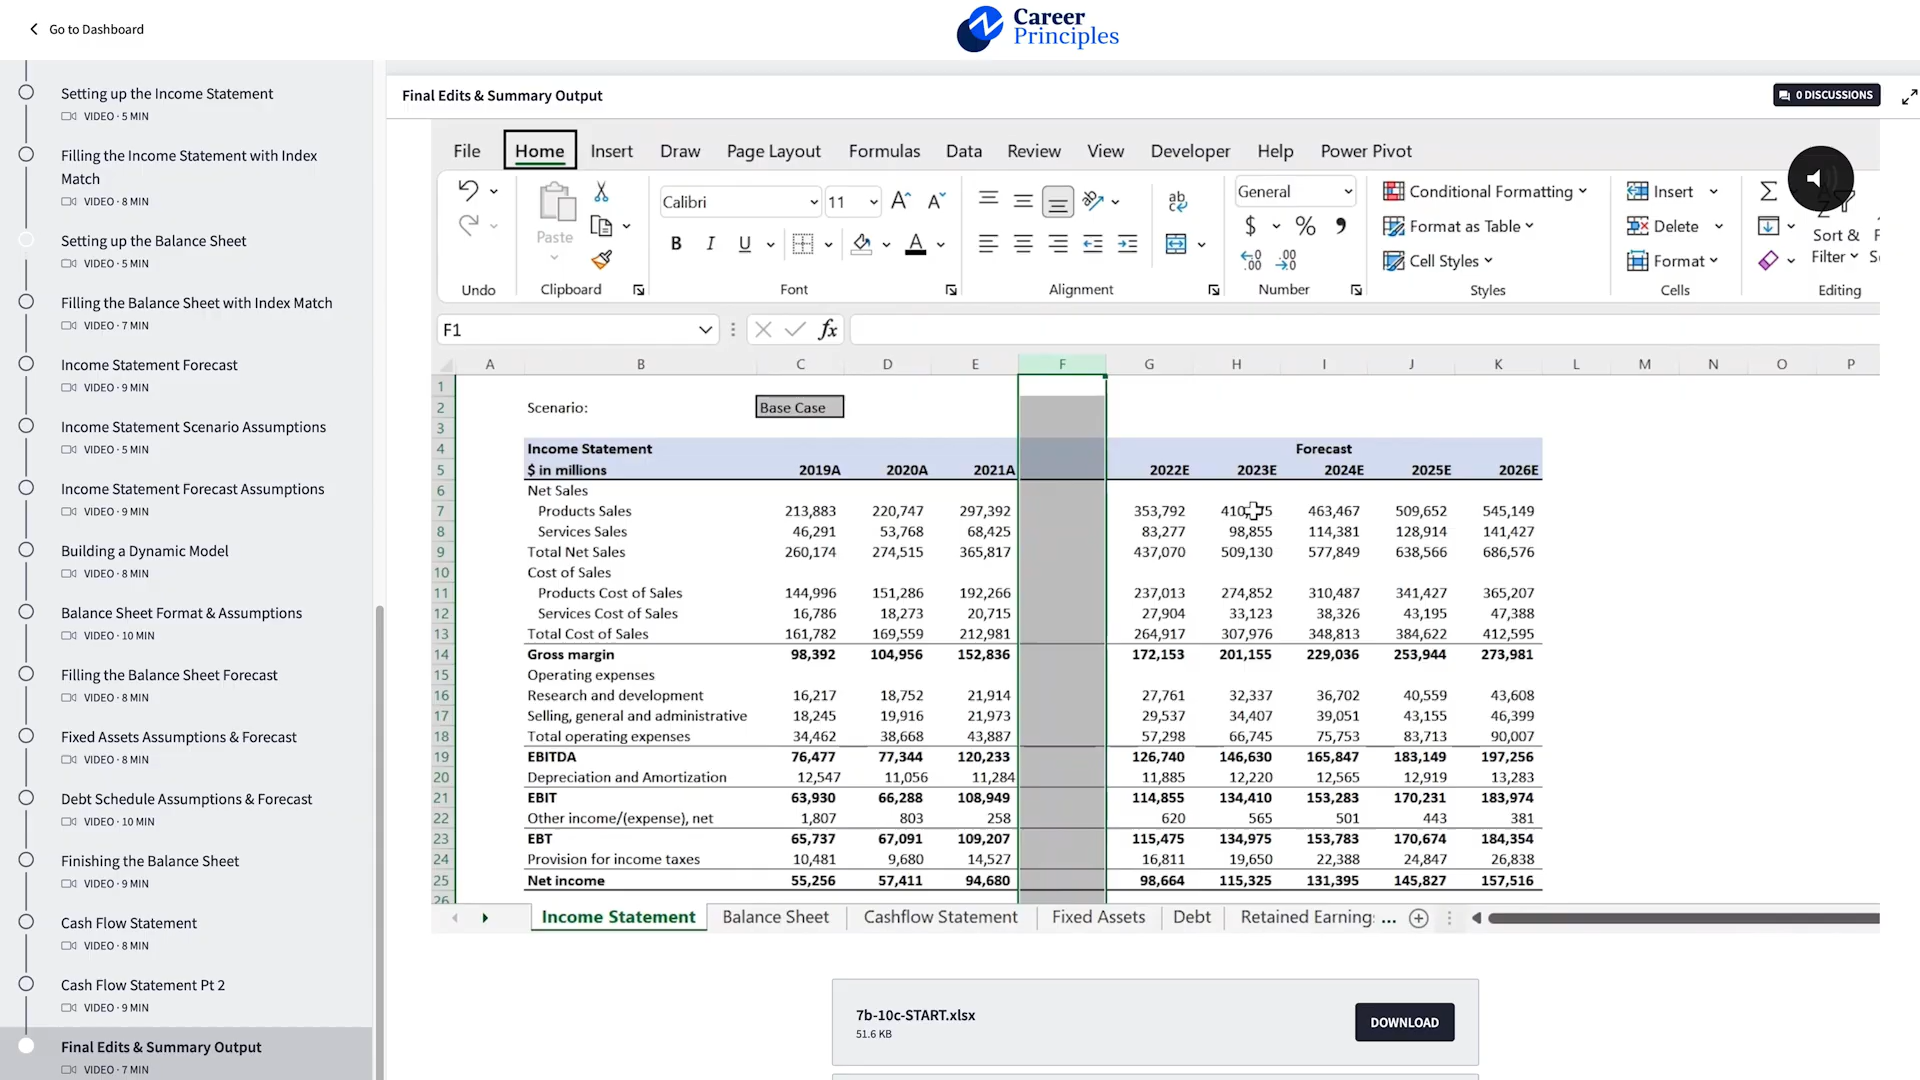 Go to Dashboard
Career
Principles
Setting up the Income Statement
VIDEO · 5 MIN
Filling the Income Statement with Index
Match
VIDEO · 8 MIN
Setting up the Balance Sheet
VIDEO · 5 MIN
Filling the Balance Sheet with Index Match
VIDEO · 7 MIN
Income Statement Forecast
VIDEO · 9 MIN
Income Statement Scenario Assumptions
VIDEO · 5 MIN
Income Statement Forecast Assumptions
VIDEO · 9 MIN
Building a Dynamic Model
VIDEO · 8 MIN
Balance Sheet Format & Assumptions
VIDEO · 10 MIN
Filling the Balance Sheet Forecast
VIDEO · 8 MIN
Fixed Assets Assumptions & Forecast
VIDEO · 8 MIN
Debt Schedule Assumptions & Forecast
VIDEO · 10 MIN
Finishing the Balance Sheet
VIDEO · 9 MIN
Cash Flow Statement
VIDEO · 8 MIN
Cash Flow Statement Pt 2
VIDEO · 9 MIN
Final Edits & Summary Output
VIDEO · 7 MIN
Final Edits & Summary Output
0 DISCUSSIONS
File Home Insert Draw Page Layout Formulas Data Review View Developer Help Power Pivot
Calibri 11 General Conditional Formatting Insert
Paste B I U A $ % Format as Table Delete Sort &
Cell Styles Format Filter
Undo Clipboard Font Alignment Number Styles Cells Editing
F1 fx
A B C D E F G H I J K L M N O P
1
2 Scenario: Base Case
3
4 Income Statement Forecast
5 $ in millions 2019A 2020A 2021A 2022E 2023E 2024E 2025E 2026E
6 Net Sales
7 Products Sales 213,883 220,747 297,392 353,792 463,467 509,652 545,149
8 Services Sales 46,291 53,768 68,425 83,277 98,855 114,381 128,914 141,427
9 Total Net Sales 260,174 274,515 365,817 437,070 509,130 577,849 638,566 686,576
10 Cost of Sales
11 Products Cost of Sales 144,996 151,286 192,266 237,013 274,852 310,487 341,427 365,207
12 Services Cost of Sales 16,786 18,273 20,715 27,904 33,123 38,326 43,195 47,388
13 Total Cost of Sales 161,782 169,559 212,981 264,917 307,976 348,813 384,622 412,595
14 Gross margin 98,392 104,956 152,836 172,153 201,155 229,036 253,944 273,981
15 Operating expenses
16 Research and development 16,217 18,752 21,914 27,761 32,337 36,702 40,559 43,608
17 Selling, general and administrative 18,245 19,916 21,973 29,537 34,407 39,051 43,155 46,399
18 Total operating expenses 34,462 38,668 43,887 57,298 66,745 75,753 83,713 90,007
19 EBITDA 76,477 77,344 120,233 126,740 146,630 165,847 183,149 197,256
20 Depreciation and Amortization 12,547 11,056 11,284 11,885 12,220 12,565 12,919 13,283
21 EBIT 63,930 66,288 108,949 114,855 134,410 153,283 170,231 183,974
22 Other income/(expense), net 1,807 803 258 620 565 501 443 381
23 EBT 65,737 67,091 109,207 115,475 134,975 153,783 170,674 184,354
24 Provision for income taxes 10,481 9,680 14,527 16,811 19,650 22,388 24,847 26,838
25 Net income 55,256 57,411 94,680 98,664 115,325 131,395 145,827 157,516
26
Income Statement Balance Sheet Cashflow Statement Fixed Assets Debt Retained Earning ...
7b-10c-START.xlsx
51.6 KB
DOWNLOAD